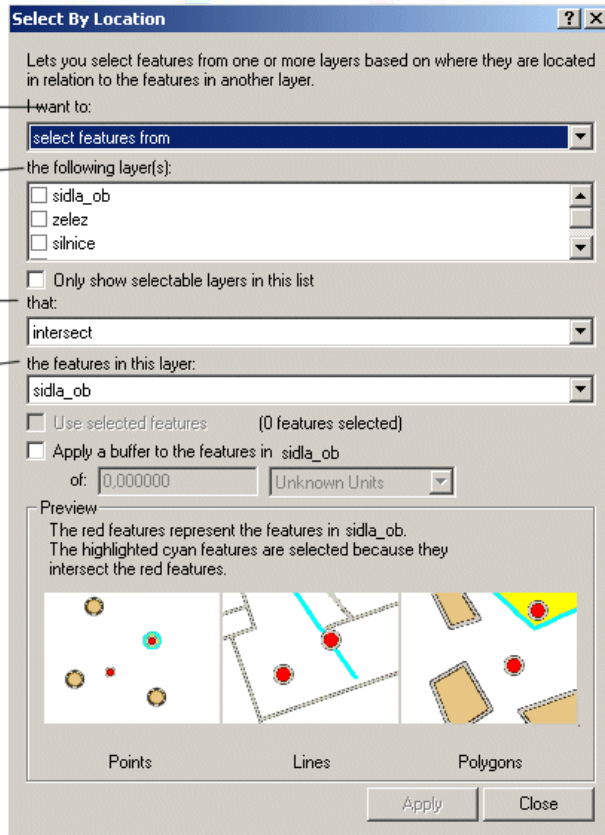 Select By Location
Lets you select features from one or more layers based on where they are located
in relation to the features in another layer.
I want to:
select features from
the following layer(s):
sidla_ob
zelez
silnice
Only show selectable layers in this list
that:
intersect
the features in this layer:
sidla_ob
Use selected features (0 features selected)
Apply a buffer to the features in sidla_ob
of: 0,000000 Unknown Units
Preview
The red features represent the features in sidla_ob.
The highlighted cyan features are selected because they
intersect the red features.
Points Lines Polygons
Apply Close